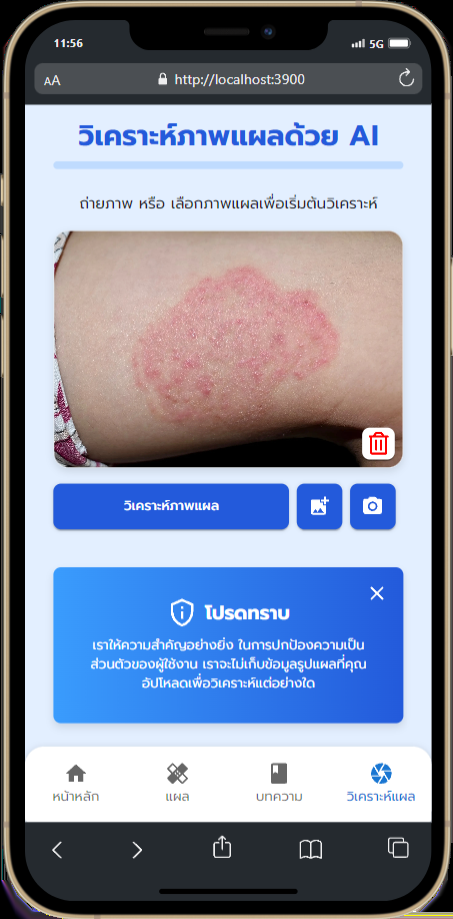 11:56
5G
AA
http://localhost:3900
วิเคราะห์ภาพแผลด้วย AI
ถ่ายภาพ หรือ เลือกภาพแผลเพื่อเริ่มต้นวิเคราะห์
วิเคราะห์ภาพแผล
โปรดทราบ
เราให้ความสำคัญอย่างยิ่ง ในการปกป้องความเป็น
ส่วนตัวของผู้ใช้งาน เราจะไม่เก็บข้อมูลรูปแผลที่คุณ
อัปโหลดเพื่อวิเคราะห์แต่อย่างใด
หน้าหลัก
แผล
บทความ
วิเคราะห์แผล